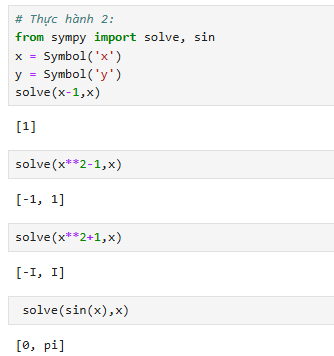 # Thực hành 2:
from sympy import solve, sin
x = Symbol('x')
y = Symbol('y')
solve(x-1,x)
[1]
solve(x**2-1,x)
[-1, 1]
solve(x**2+1,x)
[-I, I]
solve(sin(x),x)
[0, pi]